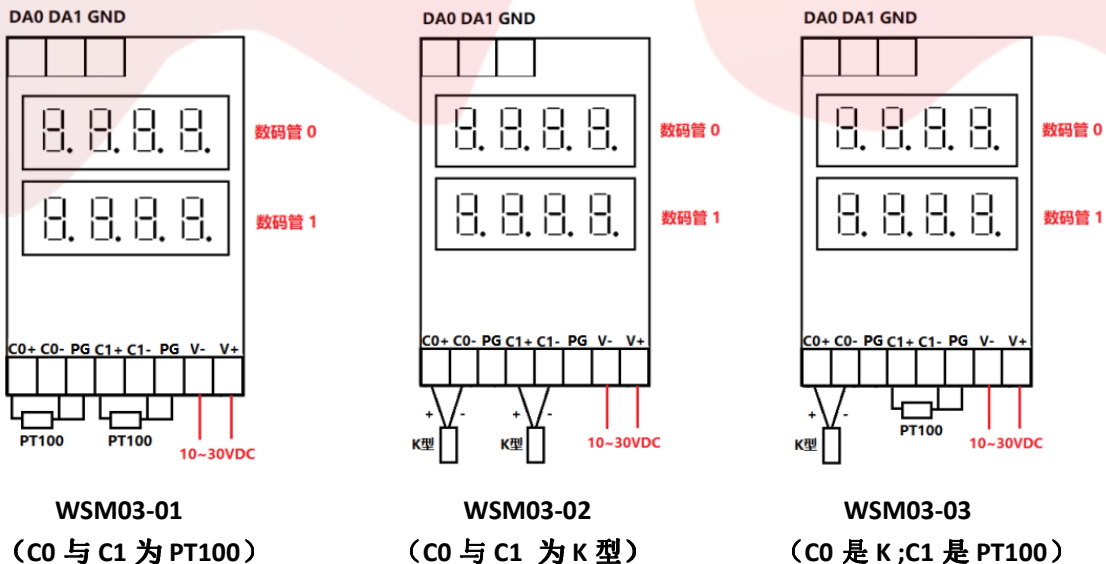 DA0 DA1 GND
数码管 0
数码管 1
C0+ C0- PG C1+ C1- PG V- V+
PT100
PT100
10~30VDC
WSM03-01
（C0 与 C1 为 PT100）
DA0 DA1 GND
数码管 0
数码管 1
C0+ C0- PG C1+ C1- PG V- V+
+ -
+ -
K型
K型
10~30VDC
WSM03-02
（C0 与 C1 为 K 型）
DA0 DA1 GND
数码管 0
数码管 1
C0+ C0- PG C1+ C1- PG V- V+
+ -
K型
PT100
10~30VDC
WSM03-03
（C0 是 K ;C1 是 PT100）